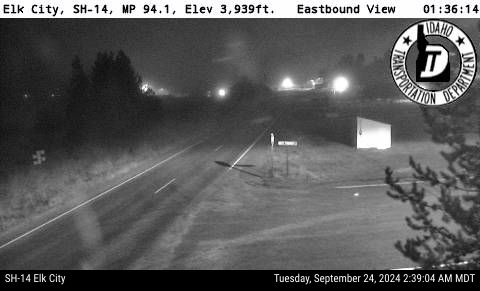 Elk City, SH-14, MP 94.1, Elev 3,939ft. Eastbound View 01:36:14
IDAHO
TRANSPORTATION DEPARTMENT
SH-14 Elk City Tuesday, September 24, 2024 2:39:04 AM MDT